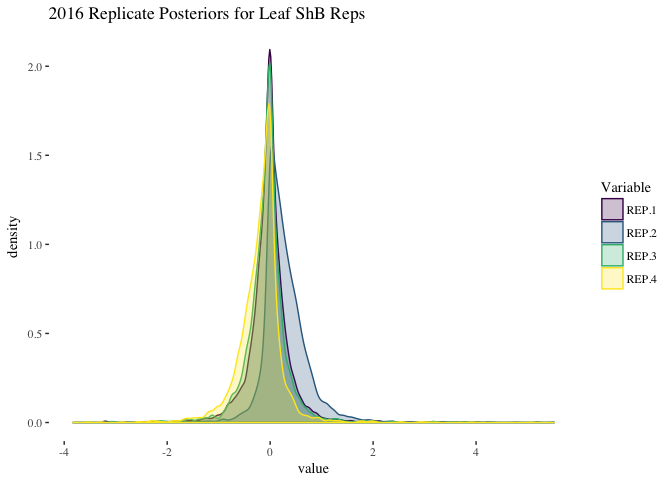 2016 Replicate Posteriors for Leaf ShB Reps
2.0
1.5
1.0
0.5
0.0
density
-4
-2
0
2
4
value
Variable
REP.1
REP.2
REP.3
REP.4